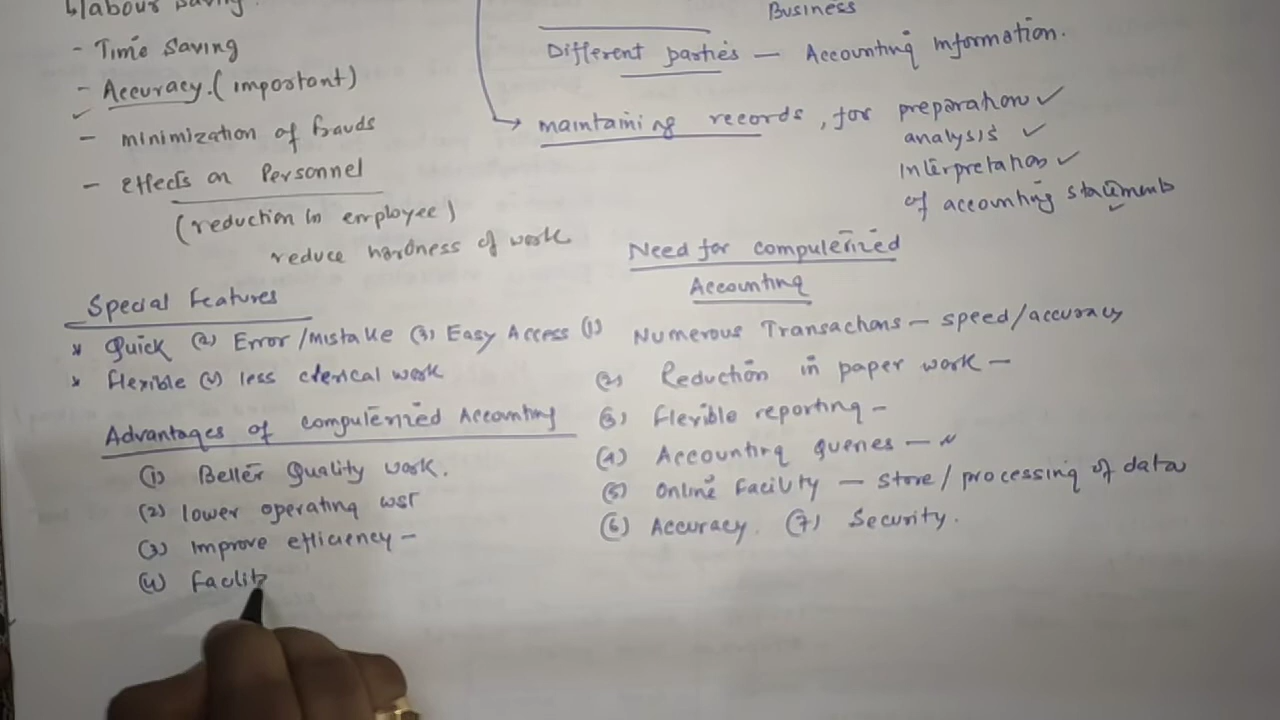 labour saving
- Time Saving
- Accuracy. (important)
- minimization of frauds
- Effects on Personnel
(reduction in employee)
reduce hardness of work
Special Features
* Quick (2) Error/mistake (3) Easy Access
* Flexible (4) less clerical work
Advantages of computerized Accounting
(1) Better Quality work.
(2) lower operating cost
(3) Improve efficiency -
(4) Facilit
Business
Different parties — Accounting Information.
→ maintaining records, for preparation ✓
analysis ✓
Interpretation ✓
of accounting statements
Need for computerized
Accounting
(1) Numerous Transactions - speed/accuracy
(2) Reduction in paper work -
(3) flexible reporting -
(4) Accounting queries -
(5) Online Facility - store/processing of data
(6) Accuracy. (7) Security.